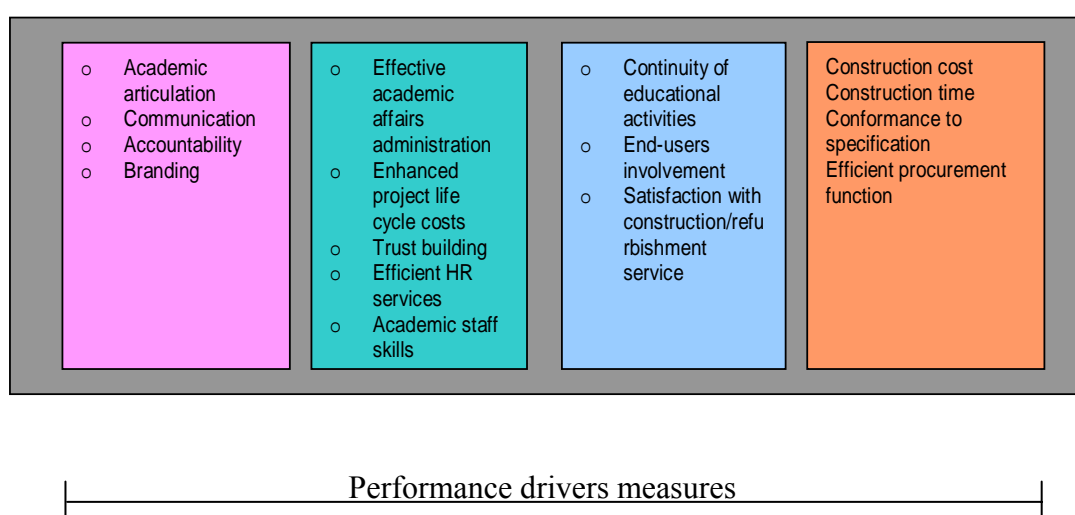 o Academic
articulation
o Communication
o Accountability
o Branding
o Effective
academic
affairs
administration
o Enhanced
project life
cycle costs
o Trust building
o Efficient HR
services
o Academic staff
skills
o Continuity of
educational
activities
o End-users
involvement
o Satisfaction with
construction/refu
rbishment
service
Construction cost
Construction time
Conformance to
specification
Efficient procurement
function
Performance drivers measures